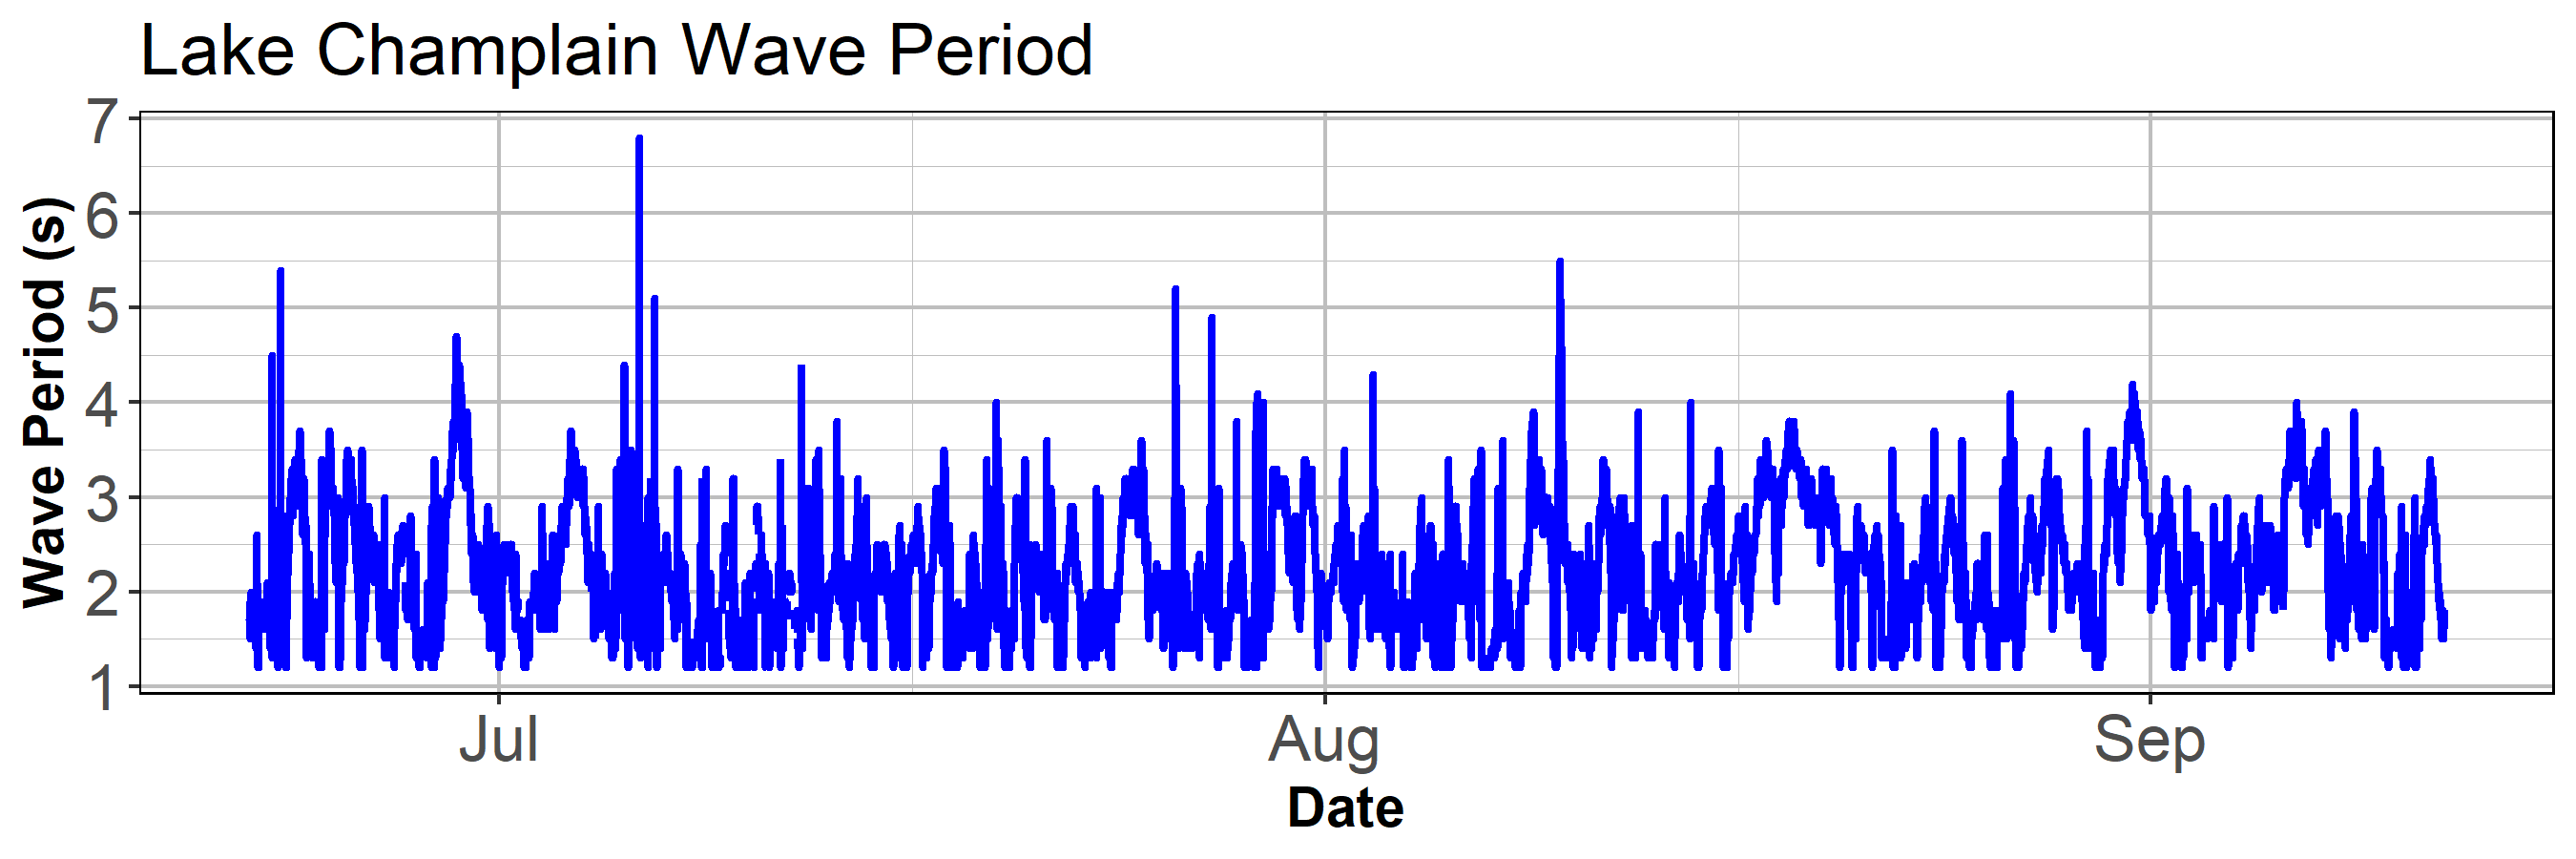 Lake Champlain Wave Period
Wave Period (s)
7
6
5
4
3
2
1
Jul
Aug
Sep
Date